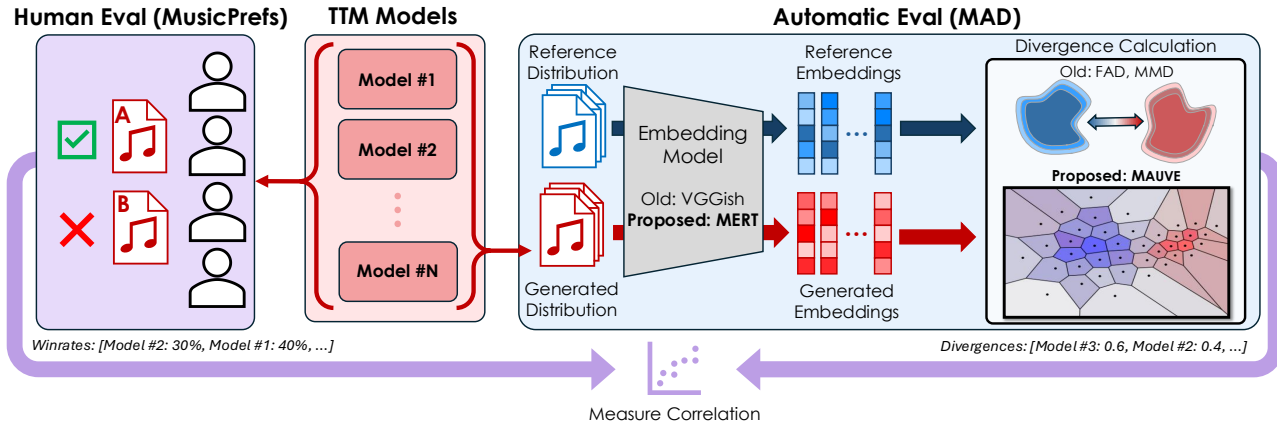 Human Eval (MusicPrefs)
TTM Models
Automatic Eval (MAD)
A
B
Model #1
Model #2
Model #N
Reference
Distribution
Generated
Distribution
Embedding
Model
Old: VGGish
Proposed: MERT
Reference
Embeddings
Generated
Embeddings
Divergence Calculation
Old: FAD, MMD
Proposed: MAUVE
Winrates: [Model #2: 30%, Model #1: 40%, ...]
Divergences: [Model #3: 0.6, Model #2: 0.4, ...]
Measure Correlation